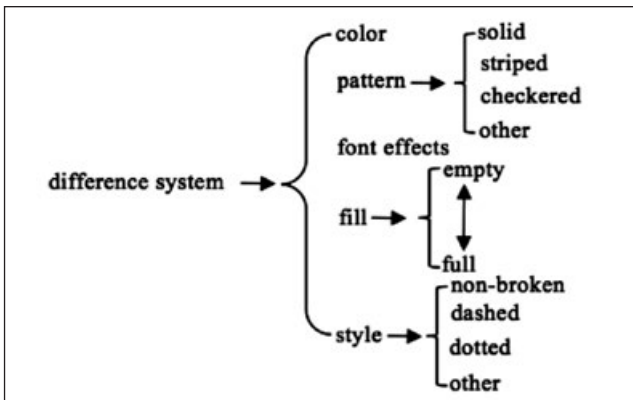 color
solid
striped
pattern
checkered
other
font effects
empty
difference system
fill
full
non-broken
dashed
style
dotted
other